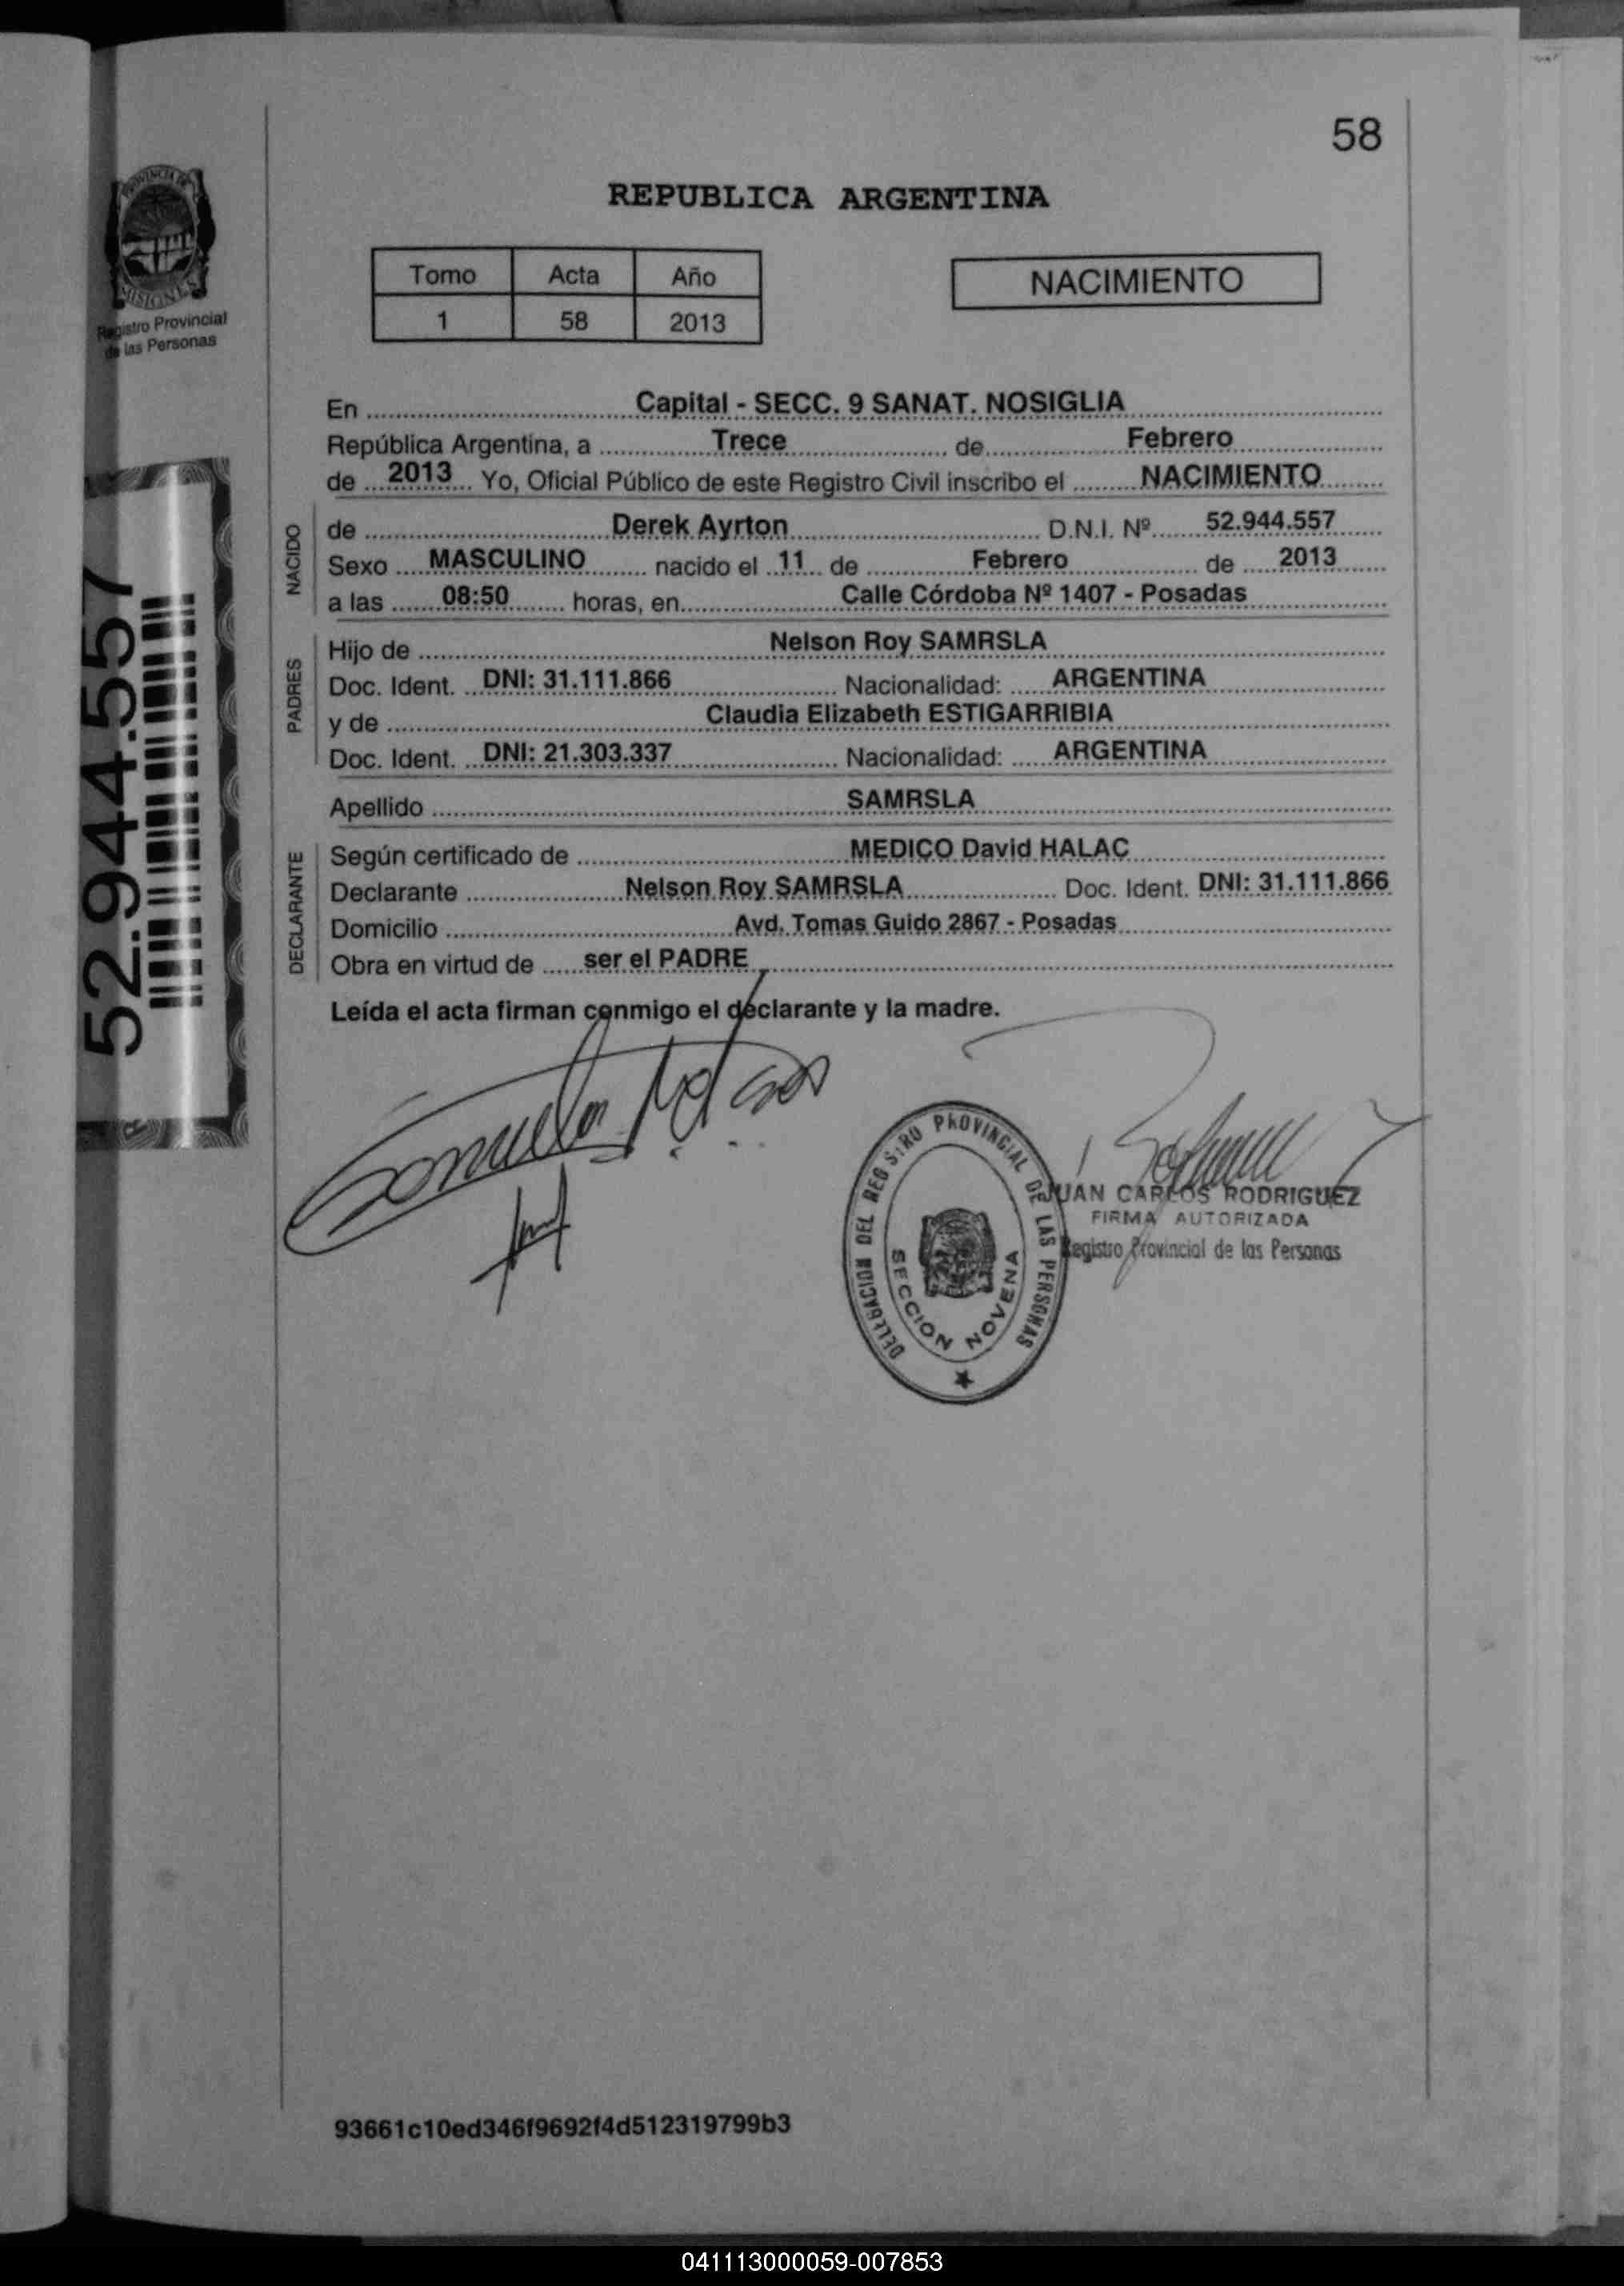 58
PROVINCIA DE
MISIONES
Registro Provincial
de las Personas
REPUBLICA ARGENTINA
Tomo Acta Año
1 58 2013
NACIMIENTO
En Capital - SECC. 9 SANAT. NOSIGLIA
República Argentina, a Trece de Febrero
de 2013 Yo, Oficial Público de este Registro Civil inscribo el NACIMIENTO
NACIDO
de Derek Ayrton D.N.I. Nº 52.944.557
Sexo MASCULINO nacido el 11 de Febrero de 2013
a las 08:50 horas, en Calle Córdoba Nº 1407 - Posadas
PADRES
Hijo de Nelson Roy SAMRSLA
Doc. Ident. DNI: 31.111.866 Nacionalidad: ARGENTINA
y de Claudia Elizabeth ESTIGARRIBIA
Doc. Ident. DNI: 21.303.337 Nacionalidad: ARGENTINA
Apellido SAMRSLA
DECLARANTE
Según certificado de MEDICO David HALAC
Declarante Nelson Roy SAMRSLA Doc. Ident. DNI: 31.111.866
Domicilio Avd. Tomas Guido 2867 - Posadas
Obra en virtud de ser el PADRE
Leída el acta firman conmigo el declarante y la madre.
52.944.557
DELEGACION DEL REGISTRO PROVINCIAL DE LAS PERSONAS
SECCION NOVENA
JUAN CARLOS RODRIGUEZ
FIRMA AUTORIZADA
Registro Provincial de las Personas
93661c10ed346f9692f4d512319799b3
041113000059-007853